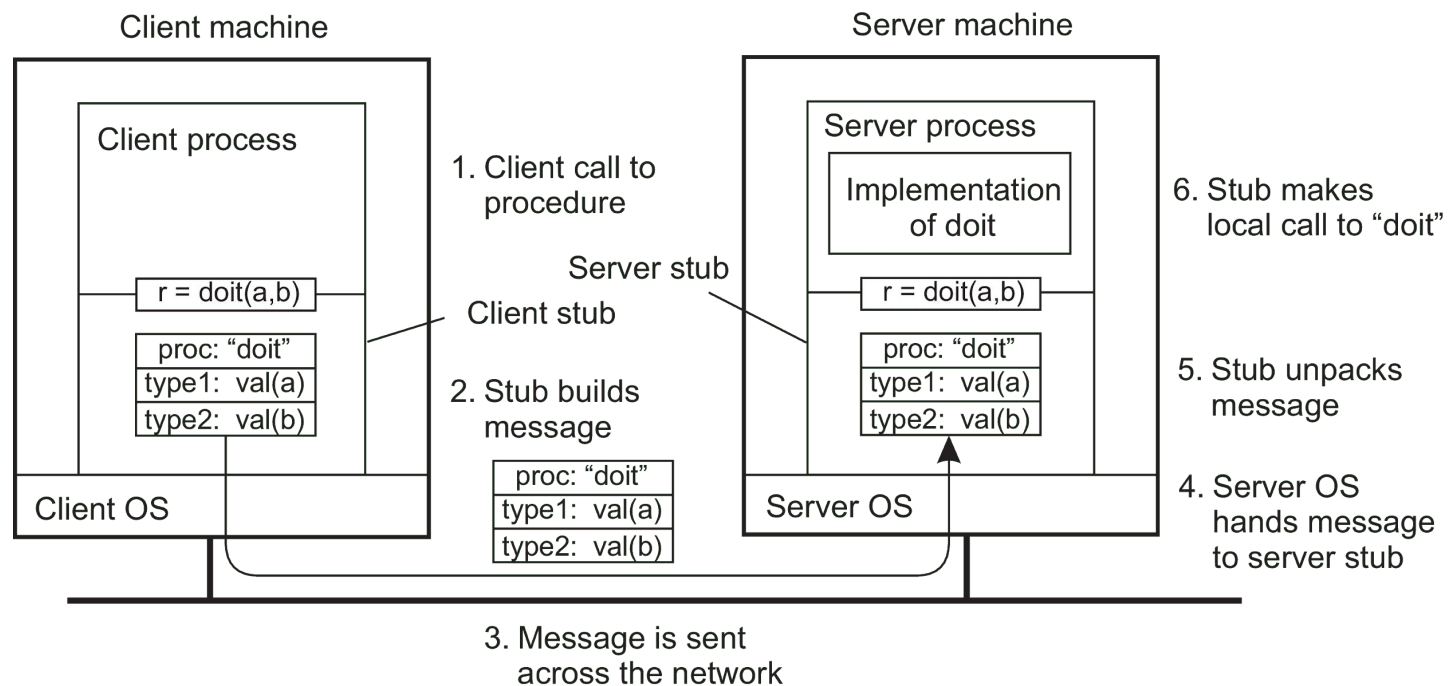 Client machine
Server machine
Client process
1. Client call to
procedure
Server process
Implementation
of doit
6. Stub makes
local call to “doit”
Server stub
r = doit(a,b)
r = doit(a,b)
Client stub
proc: “doit”
type1: val(a)
type2: val(b)
2. Stub builds
message
proc: “doit”
type1: val(a)
type2: val(b)
proc: “doit”
type1: val(a)
type2: val(b)
5. Stub unpacks
message
Client OS
Server OS
4. Server OS
hands message
to server stub
3. Message is sent
across the network